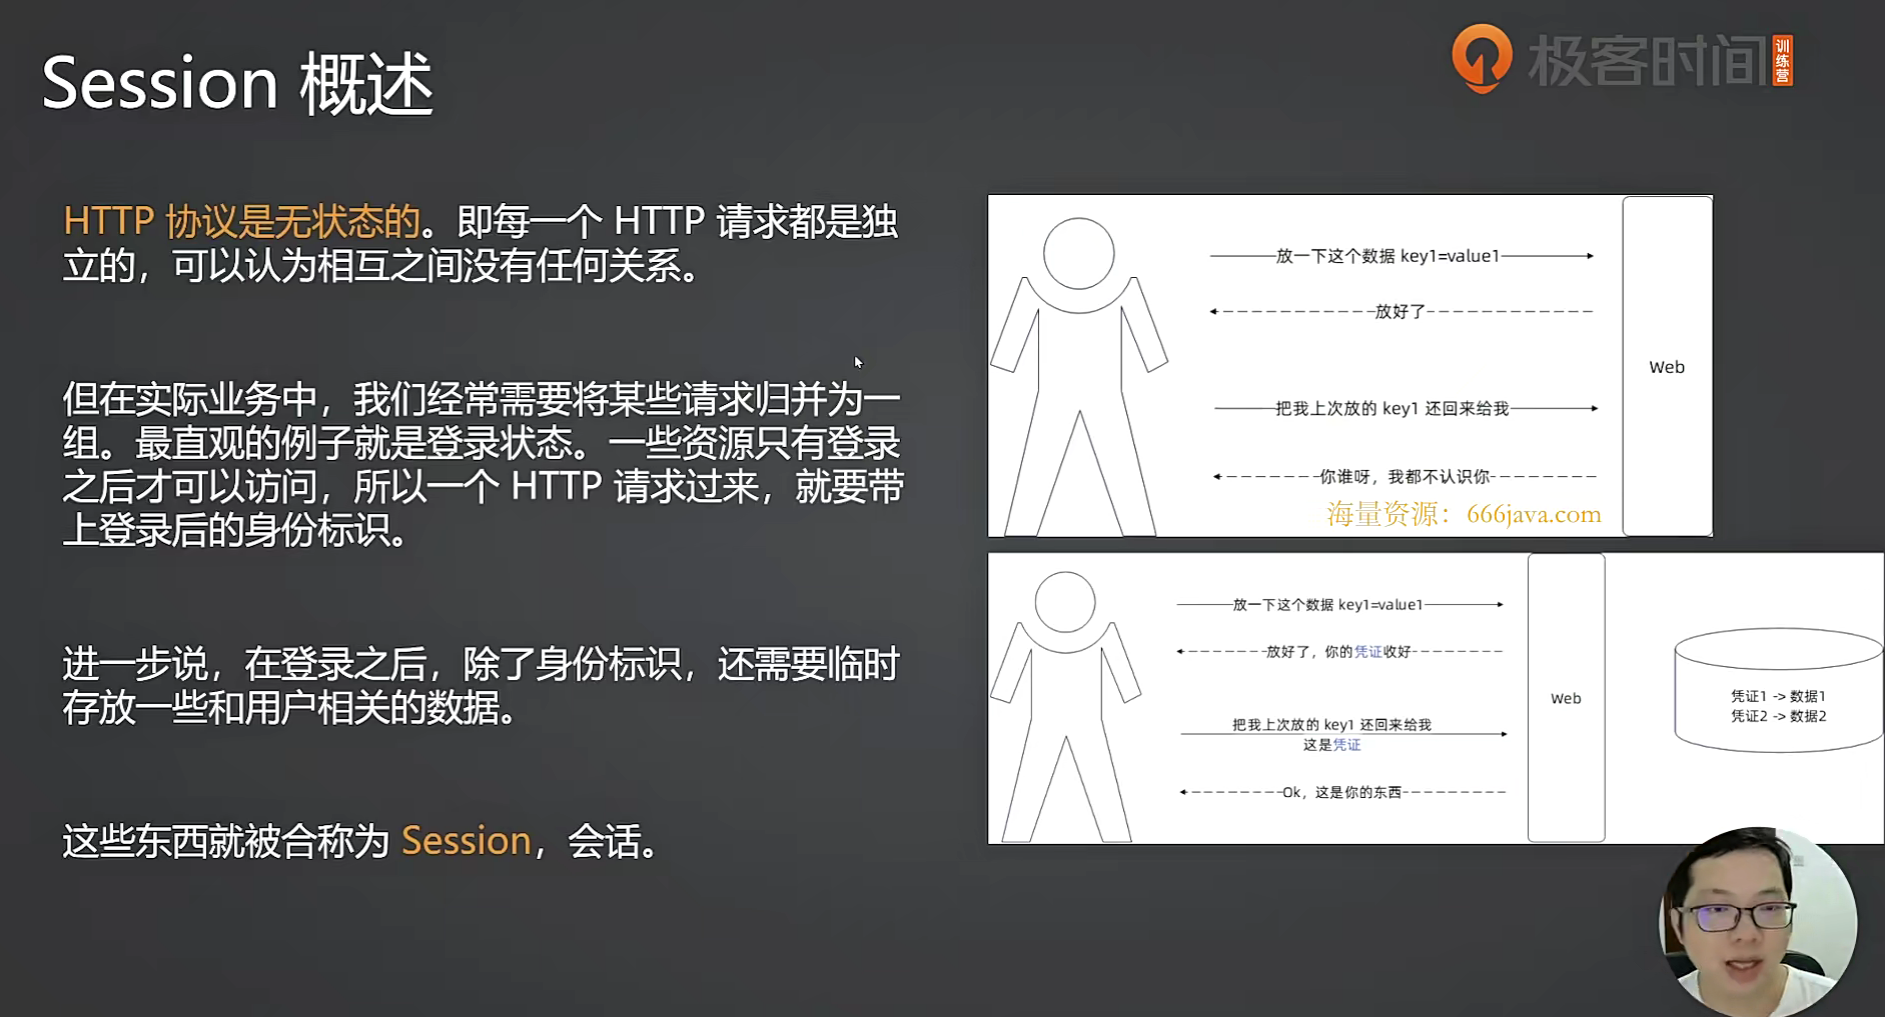 Session 概述
极客时间
训练营
HTTP 协议是无状态的。即每一个 HTTP 请求都是独
立的，可以认为相互之间没有任何关系。
但在实际业务中，我们经常需要将某些请求归并为一
组。最直观的例子就是登录状态。一些资源只有登录
之后才可以访问，所以一个 HTTP 请求过来，就要带
上登录后的身份标识。
进一步说，在登录之后，除了身份标识，还需要临时
存放一些和用户相关的数据。
这些东西就被合称为 Session，会话。
放一下这个数据 key1=value1
放好了
把我上次放的 key1 还回来给我
你谁呀，我都不认识你
Web
海量资源：666java.com
放一下这个数据 key1=value1
放好了，你的凭证收好
把我上次放的 key1 还回来给我
这是凭证
Ok，这是你的东西
Web
凭证1 -> 数据1
凭证2 -> 数据2